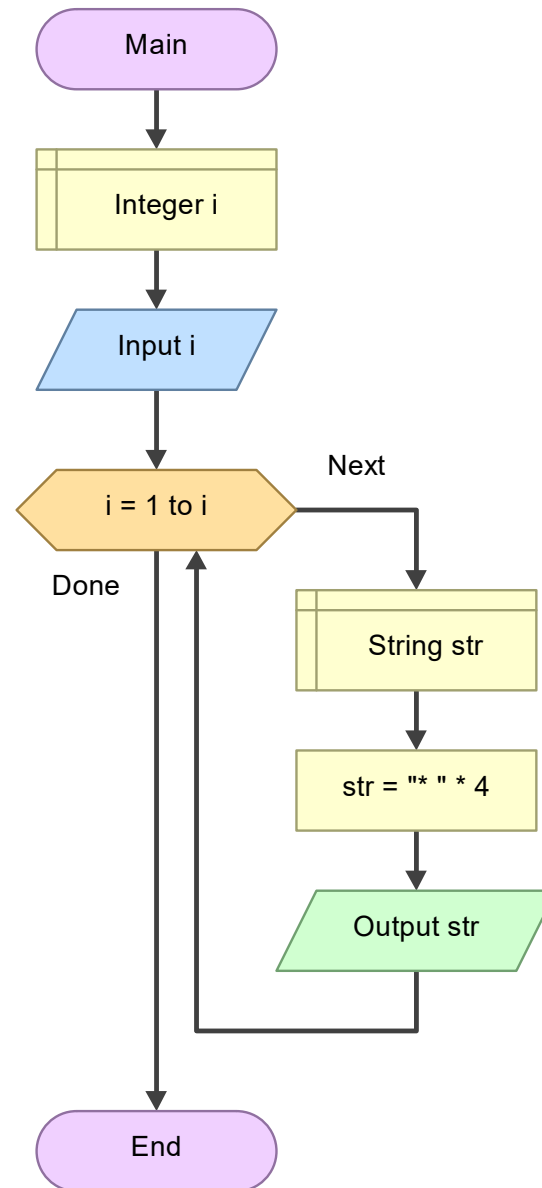 Main
Integer i
Input i
i = 1 to i
Next
Done
String str
str = "* " * 4
Output str
End